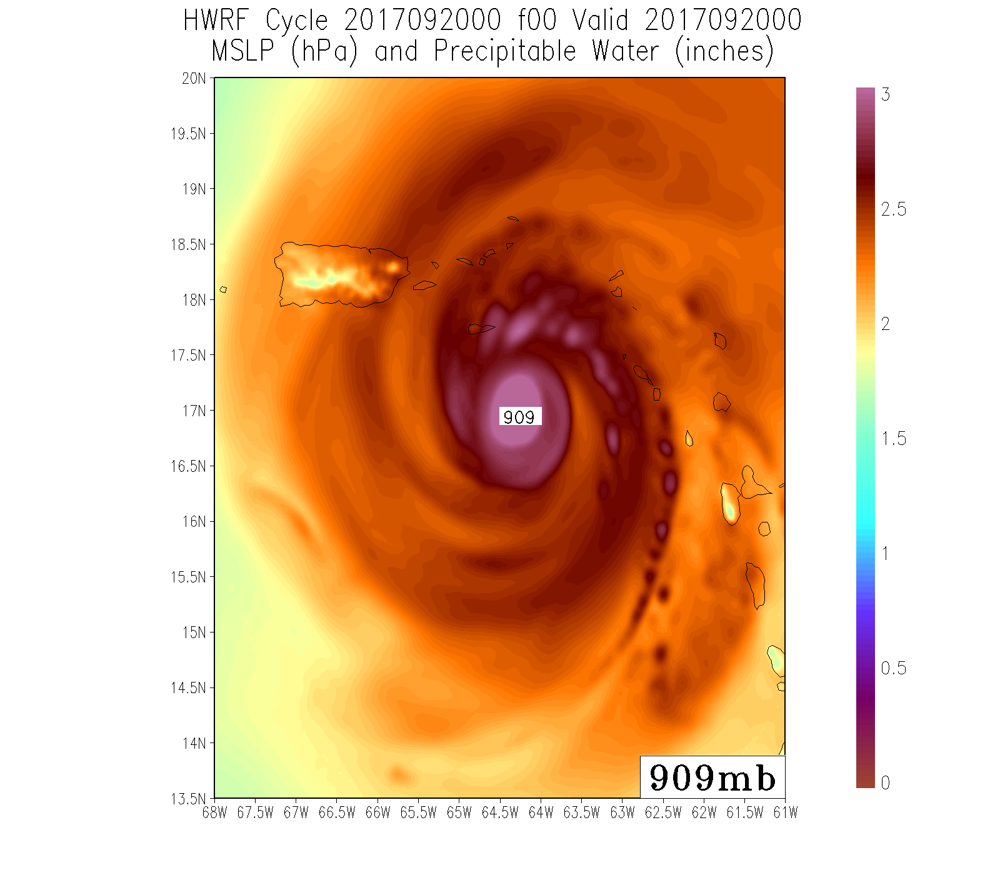 HWRF Cycle 2017092000 f00 Valid 2017092000
MSLP (hPa) and Precipitable Water (inches)
20N
19.5N
19N
18.5N
18N
17.5N
17N
16.5N
16N
15.5N
15N
14.5N
14N
13.5N
909
909mb
68W 67.5W 67W 66.5W 66W 65.5W 65W 64.5W 64W 63.5W 63W 62.5W 62W 61.5W 61W
3
2.5
2
1.5
1
0.5
0